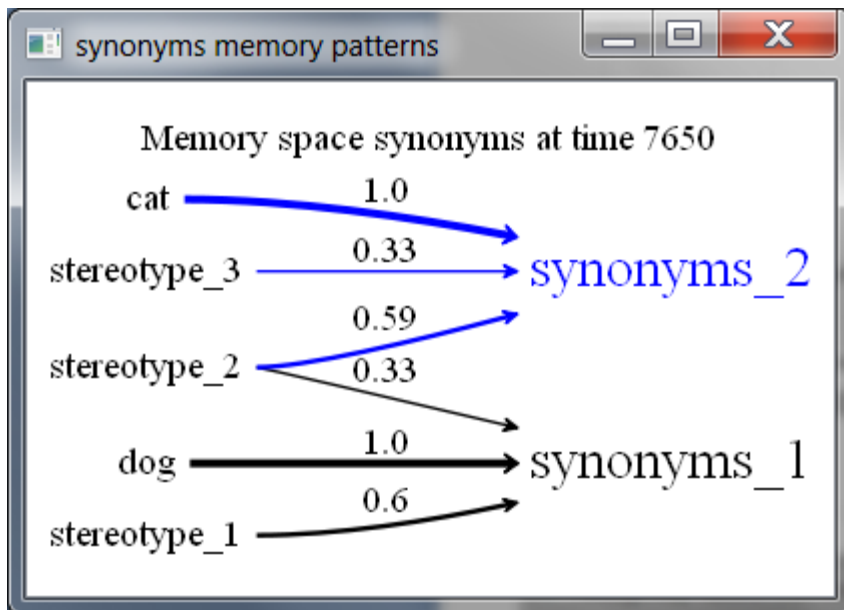 synonyms memory patterns
Memory space synonyms at time 7650
cat
1.0
stereotype_3
0.33
synonyms_2
0.59
stereotype_2
0.33
dog
1.0
synonyms_1
0.6
stereotype_1